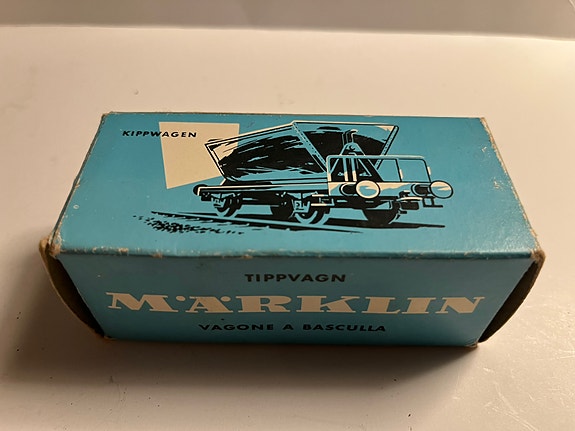 KIPPWAGEN
TIPPVAGN
MÄRKLIN
VAGONE A BASCULLA